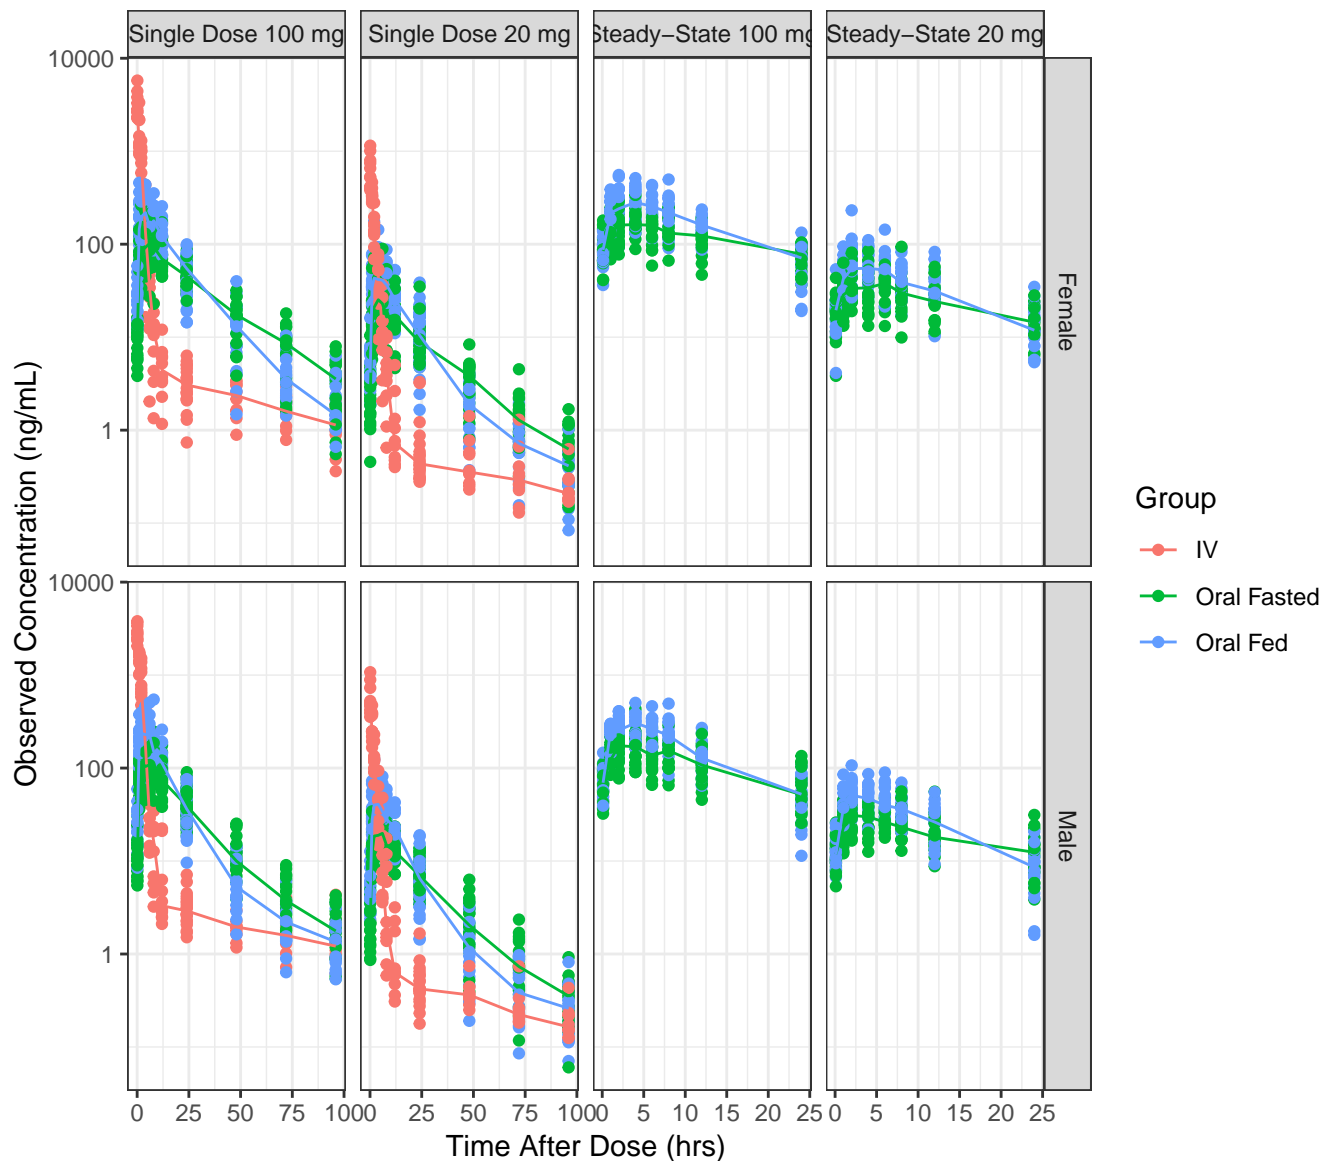 Single Dose 100 mg
Single Dose 20 mg
Steady−State 100 mg
Steady−State 20 mg
10000
100
1
Female
10000
100
1
Male
Observed Concentration (ng/mL)
0 25 50 75 100
0 25 50 75 100
0 5 10 15 20 25
0 5 10 15 20 25
Time After Dose (hrs)
Group
IV
Oral Fasted
Oral Fed